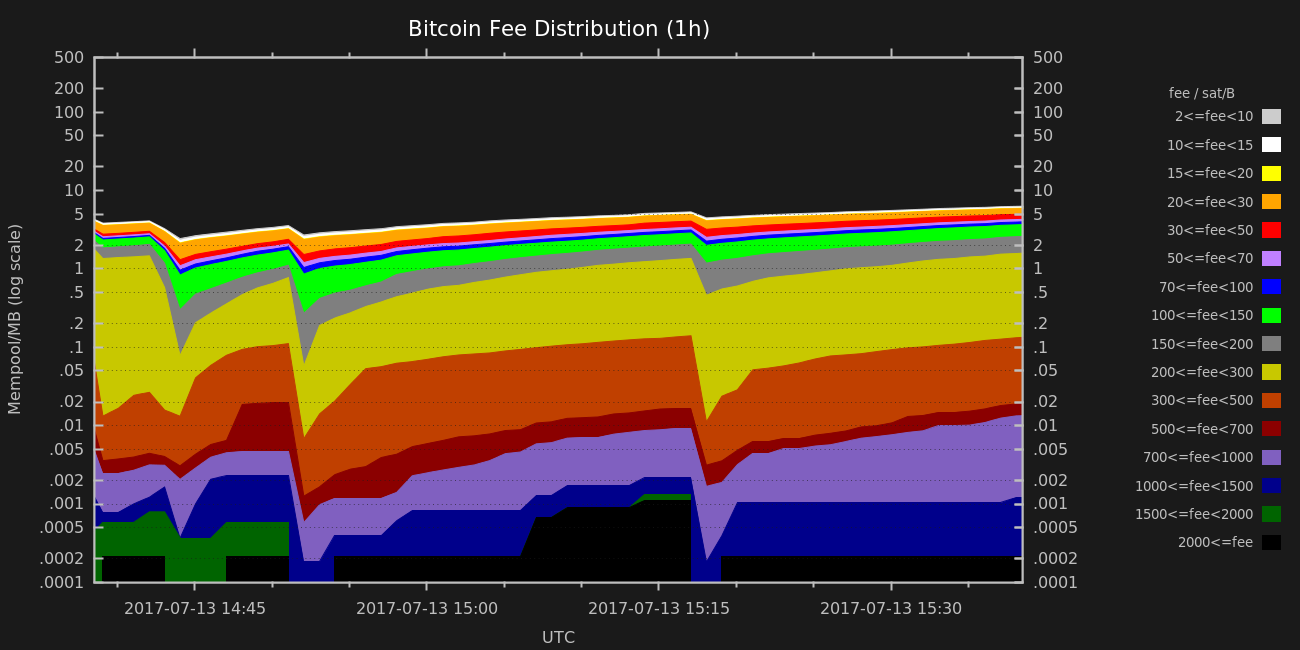 Bitcoin Fee Distribution (1h)
500 500
200 200
100 100
50 50
20 20
10 10
5 5
2 2
1 1
.5 .5
.2 .2
.1 .1
.05 .05
.02 .02
.01 .01
.005 .005
.002 .002
.001 .001
.0005 .0005
.0002 .0002
.0001 .0001
Mempool/MB (log scale)
2017-07-13 14:45 2017-07-13 15:00 2017-07-13 15:15 2017-07-13 15:30
UTC
fee / sat/B
2<=fee<10
10<=fee<15
15<=fee<20
20<=fee<30
30<=fee<50
50<=fee<70
70<=fee<100
100<=fee<150
150<=fee<200
200<=fee<300
300<=fee<500
500<=fee<700
700<=fee<1000
1000<=fee<1500
1500<=fee<2000
2000<=fee